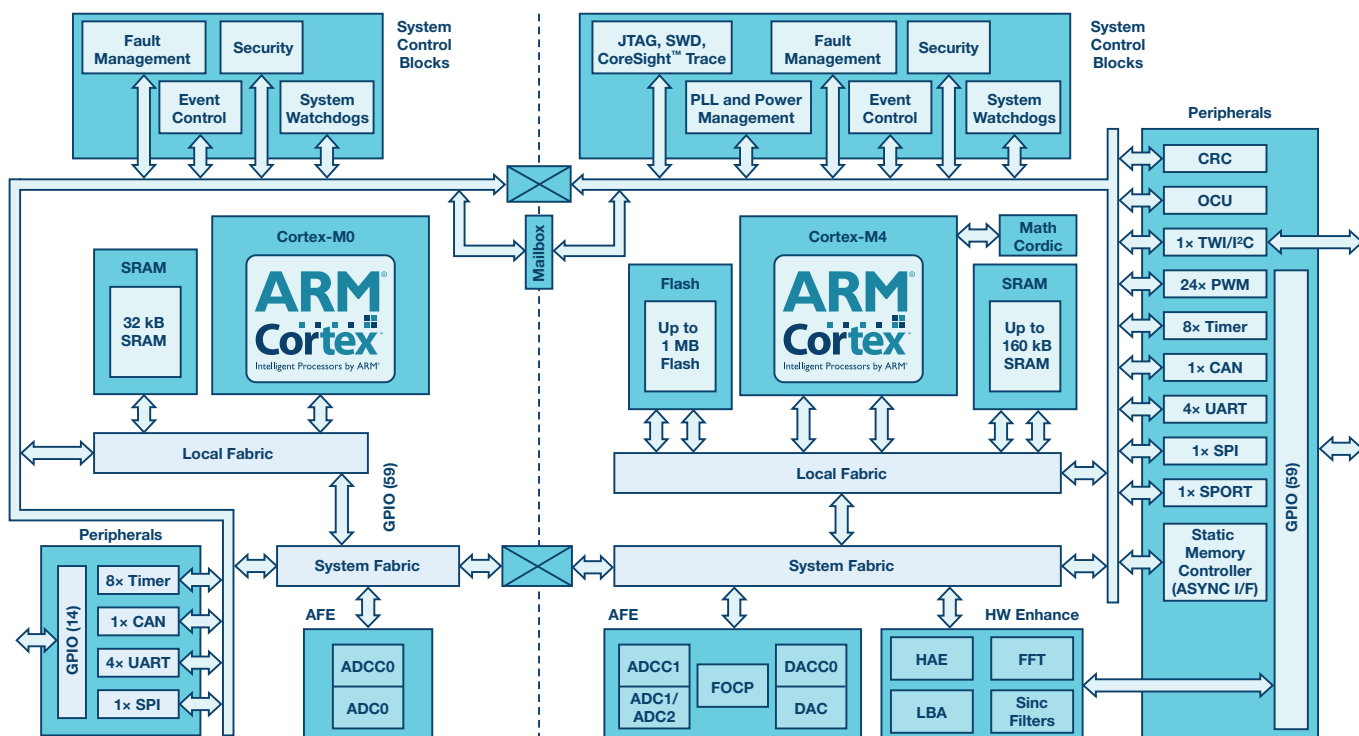 System
Control
Blocks
Fault
Management
Security
Event
Control
System
Watchdogs
System
Control
Blocks
JTAG, SWD,
CoreSight™ Trace
Fault
Management
Security
PLL and Power
Management
Event
Control
System
Watchdogs
Mailbox
Cortex-M0
ARM®
Cortex™
Intelligent Processors by ARM®
SRAM
32 kB
SRAM
Local Fabric
GPIO (59)
System Fabric
Peripherals
GPIO (14)
8× Timer
1× CAN
4× UART
1× SPI
AFE
ADCC0
ADC0
Cortex-M4
ARM®
Cortex™
Intelligent Processors by ARM®
Math
Cordic
Flash
Up to
1 MB
Flash
SRAM
Up to
160 kB
SRAM
Local Fabric
System Fabric
AFE
ADCC1
ADC1/
ADC2
FOCP
DACC0
DAC
HW Enhance
HAE
FFT
LBA
Sinc
Filters
Peripherals
CRC
OCU
1× TWI/I²C
24× PWM
8× Timer
1× CAN
4× UART
1× SPI
1× SPORT
Static
Memory
Controller
(ASYNC I/F)
GPIO (59)